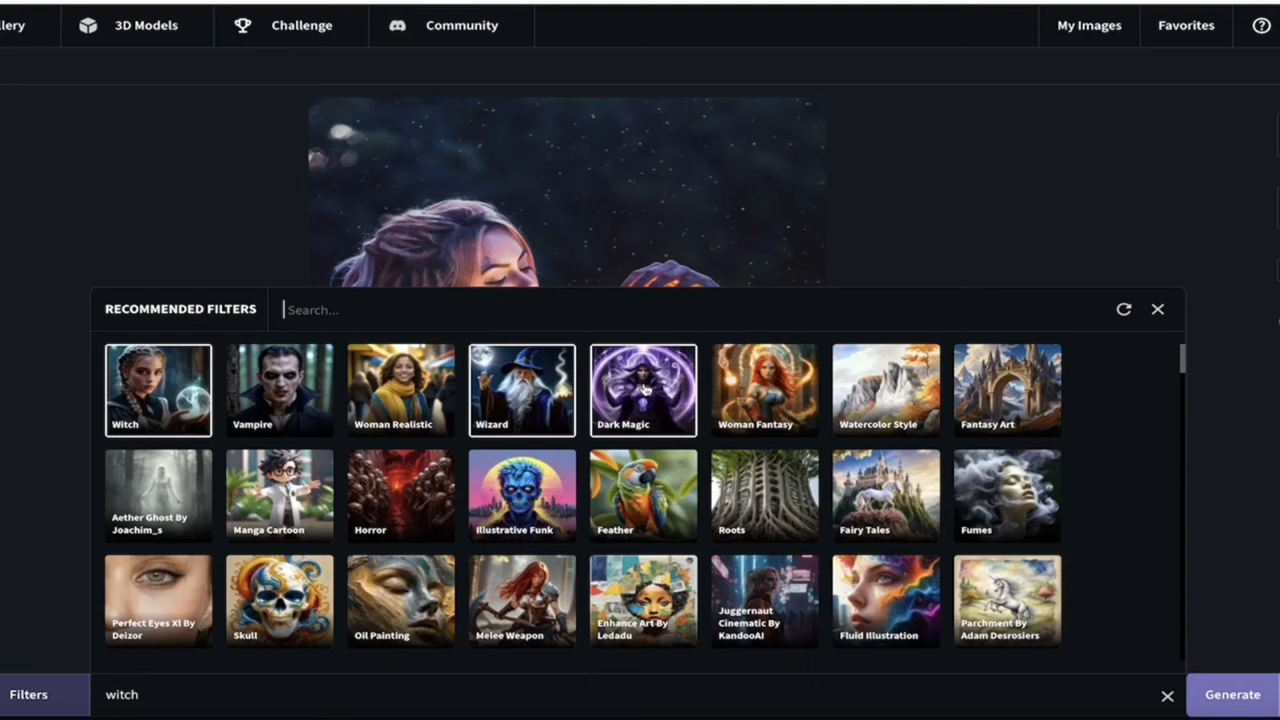 llery
3D Models
Challenge
Community
My Images
Favorites
RECOMMENDED FILTERS
Search...
Witch
Vampire
Woman Realistic
Wizard
Dark Magic
Woman Fantasy
Watercolor Style
Fantasy Art
Aether Ghost By
Joachim_s
Manga Cartoon
Horror
Illustrative Funk
Feather
Roots
Fairy Tales
Fumes
Perfect Eyes Xl By
Deizor
Skull
Oil Painting
Melee Weapon
Enhance Art By
Ledadu
Juggernaut
Cinematic By
KandooAI
Fluid Illustration
Parchment By
Adam Desrosiers
Filters
witch
Generate